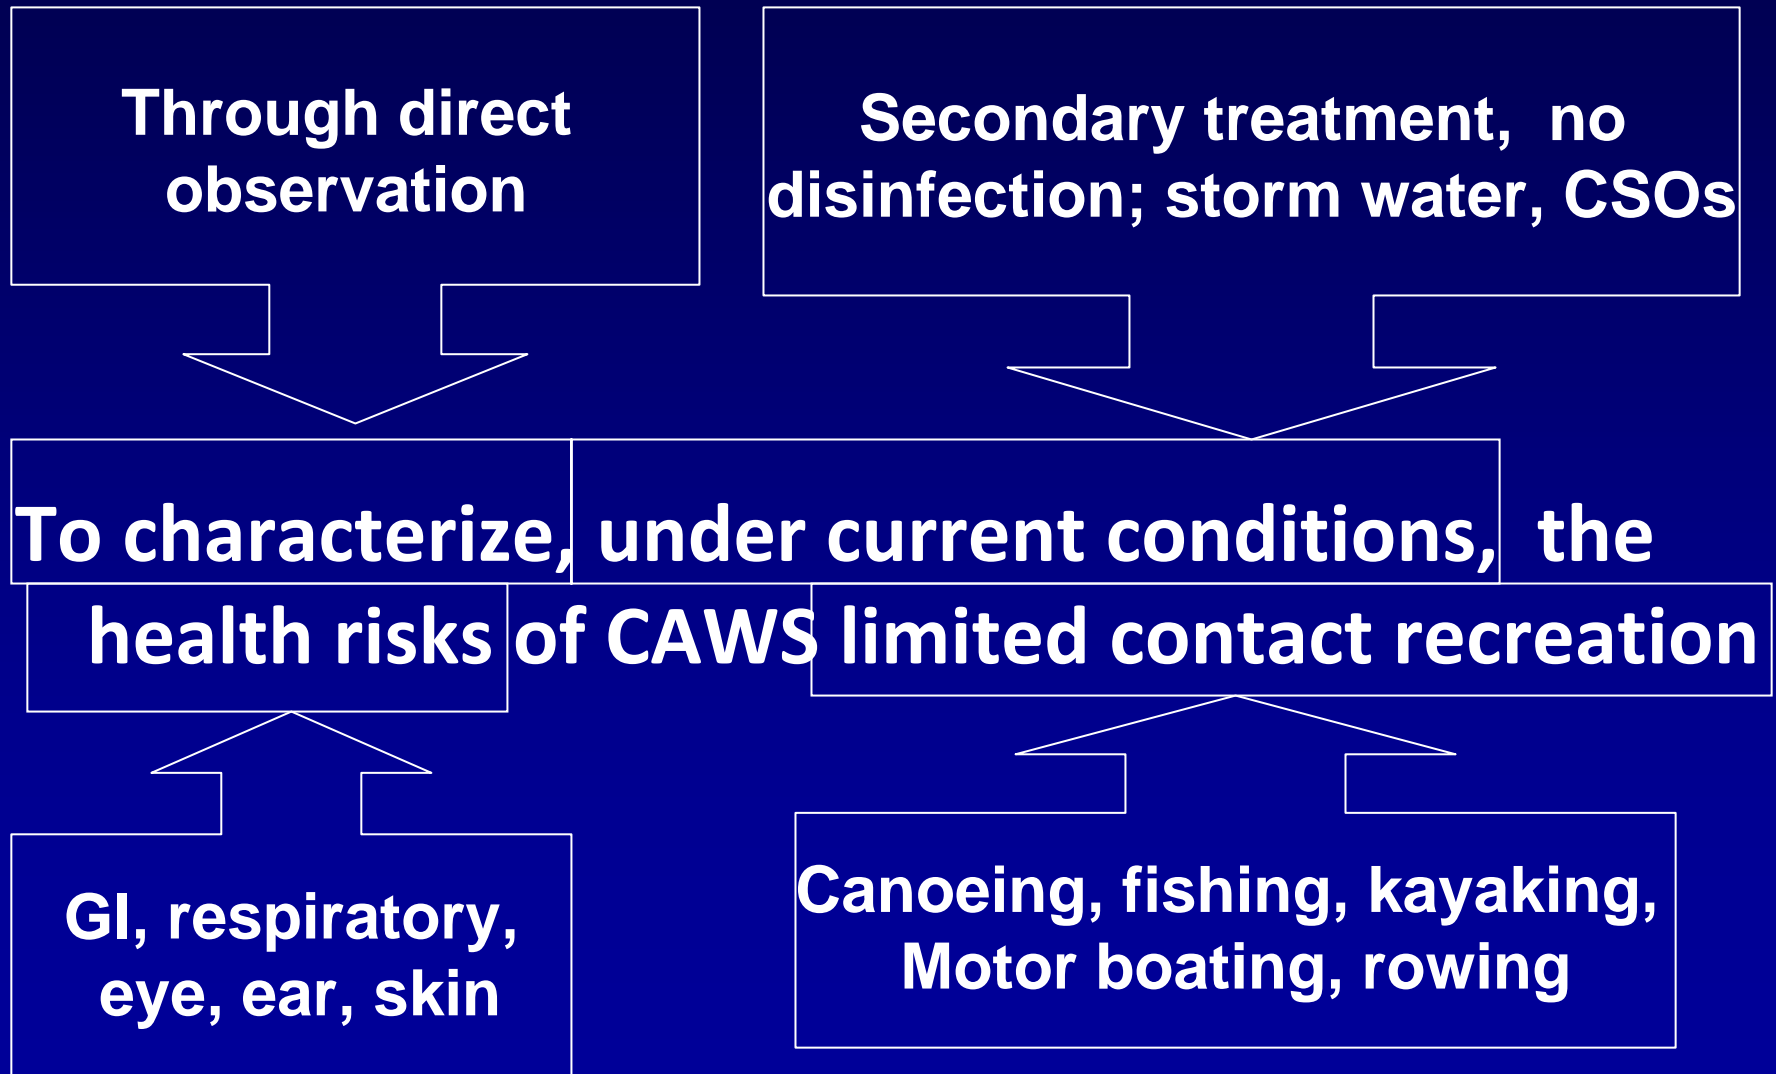 Through direct
observation
Secondary treatment, no
disinfection; storm water, CSOs
To characterize, under current conditions, the
health risks of CAWS limited contact recreation
GI, respiratory,
eye, ear, skin
Canoeing, fishing, kayaking,
Motor boating, rowing